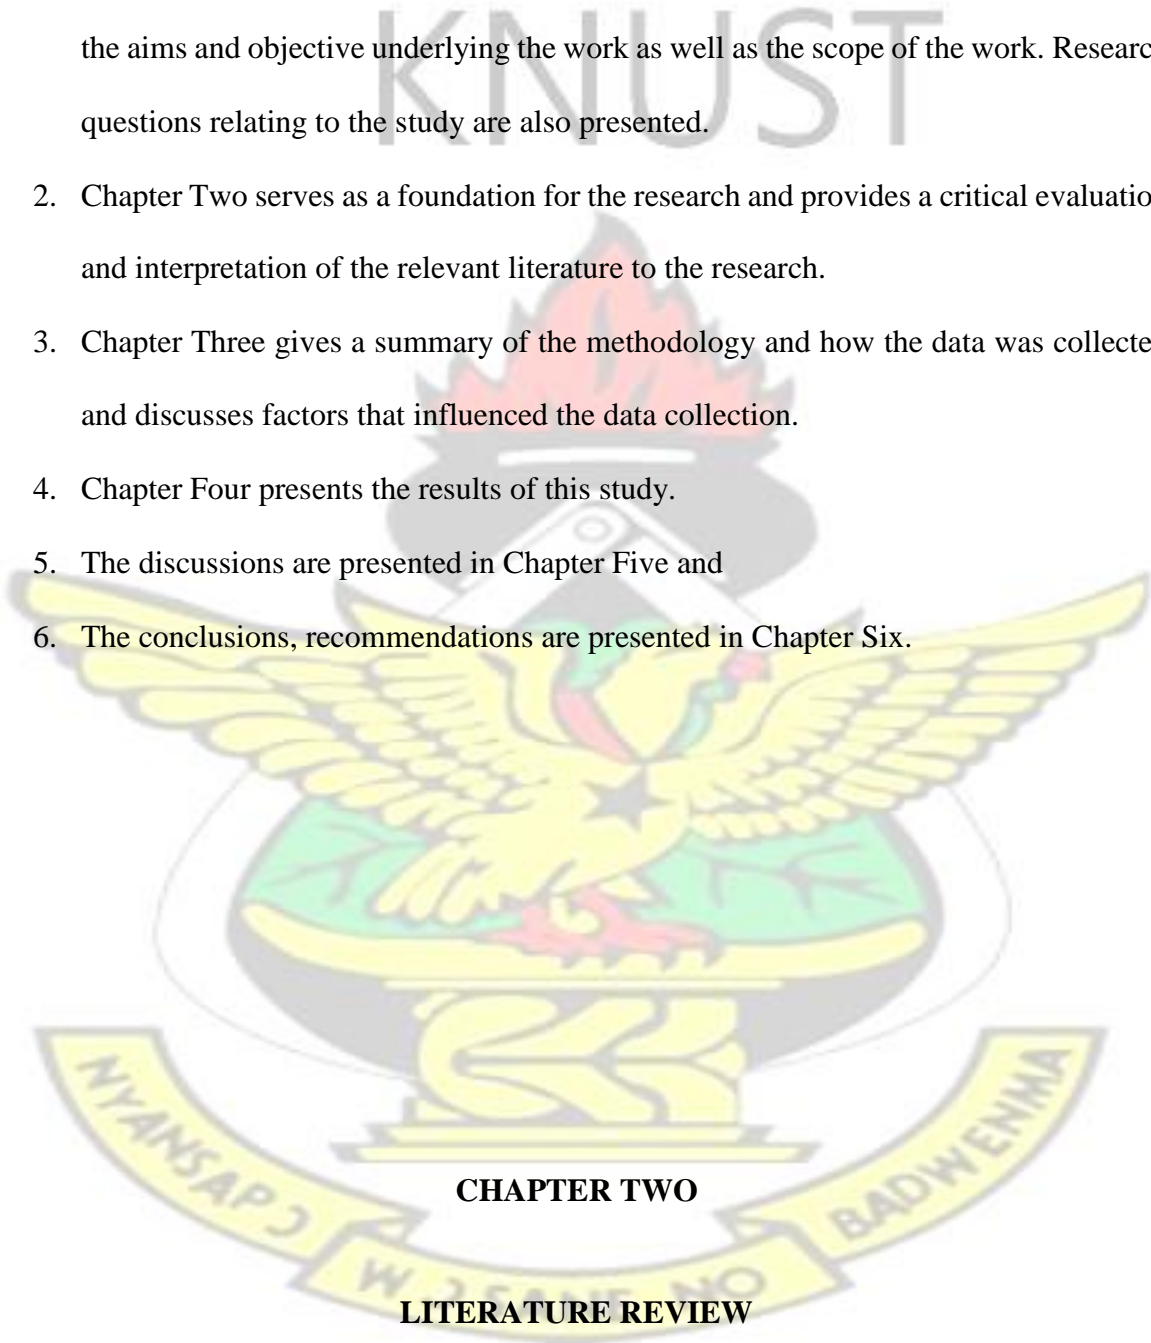 KNUST
the aims and objective underlying the work as well as the scope of the work. Researc
questions relating to the study are also presented.
2. Chapter Two serves as a foundation for the research and provides a critical evaluatio
and interpretation of the relevant literature to the research.
3. Chapter Three gives a summary of the methodology and how the data was collecte
and discusses factors that influenced the data collection.
4. Chapter Four presents the results of this study.
5. The discussions are presented in Chapter Five and
6. The conclusions, recommendations are presented in Chapter Six.
NYANSAPƆ
BADWENMA
CHAPTER TWO
W Ɔ SANE NO
LITERATURE REVIEW